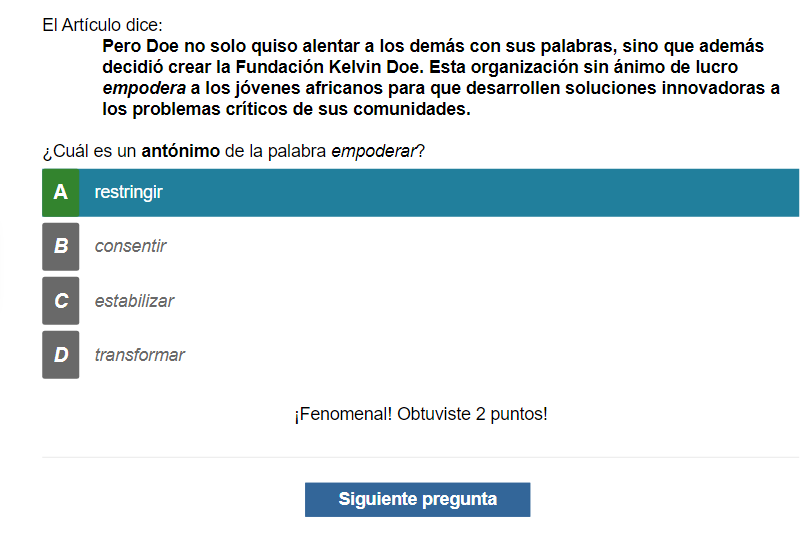 El Artículo dice:
Pero Doe no solo quiso alentar a los demás con sus palabras, sino que además
decidió crear la Fundación Kelvin Doe. Esta organización sin ánimo de lucro
empodera a los jóvenes africanos para que desarrollen soluciones innovadoras a
los problemas críticos de sus comunidades.
¿Cuál es un antónimo de la palabra empoderar?
A restringir
B consentir
C estabilizar
D transformar
¡Fenomenal! Obtuviste 2 puntos!
Siguiente pregunta